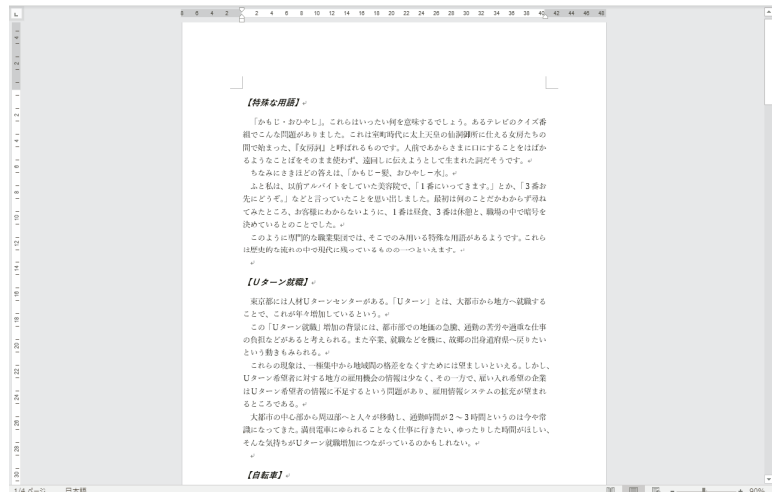 8 6 4 2 2 4 6 8 10 12 14 16 18 20 22 24 26 28 30 32 34 36 38 40 42 44 46 48
【特殊な用語】
「かもじ・おひやし」。これらはいったい何を意味するでしょう。あるテレビのクイズ番
組でこんな問題がありました。これは室町時代に太上天皇の仙洞御所に仕える女房たちの
間で始まった、『女房詞』と呼ばれるものです。人前であからさまに口にすることをはばか
るようなことばをそのまま使わず、遠回しに伝えようとして生まれた詞だそうです。
ちなみにさきほどの答えは、「かもじ－髪、おひやし－水」。
ふと私は、以前アルバイトをしていた美容院で、「１番にいってきます。」とか、「３番お
先にどうぞ。」などと言っていたことを思い出しました。最初は何のことだかわからず尋ね
てみたところ、お客様にわからないように、１番は昼食、３番は休憩と、職場の中で暗号を
決めているとのことでした。
このように専門的な職業集団では、そこでのみ用いる特殊な用語があるようです。これら
は歴史的な流れの中で現代に残っているものの一つといえます。
【Ｕターン就職】
東京都には人材Ｕターンセンターがある。「Ｕターン」とは、大都市から地方へ就職する
ことで、これが年々増加しているという。
この「Ｕターン就職」増加の背景には、都市部での地価の急騰、通勤の苦労や過重な仕事
の負担などがあると考えられる。また卒業、就職などを機に、故郷の出身道府県へ戻りたい
という動きもみられる。
これらの現象は、一極集中から地域間の格差をなくすためには望ましいといえる。しかし、
Ｕターン希望者に対する地方の雇用機会の情報は少なく、その一方で、雇い入れ希望の企業
はＵターン希望者の情報に不足するという問題があり、雇用情報システムの拡充が望まれ
るところである。
大都市の中心部から周辺部へと人々が移動し、通勤時間が２～３時間というのは今や常
識になってきた。満員電車にゆられることなく仕事に行きたい、ゆったりした時間がほしい、
そんな気持ちがＵターン就職増加につながっているのかもしれない。
【自転車】
1/4 ページ 日本語 90%